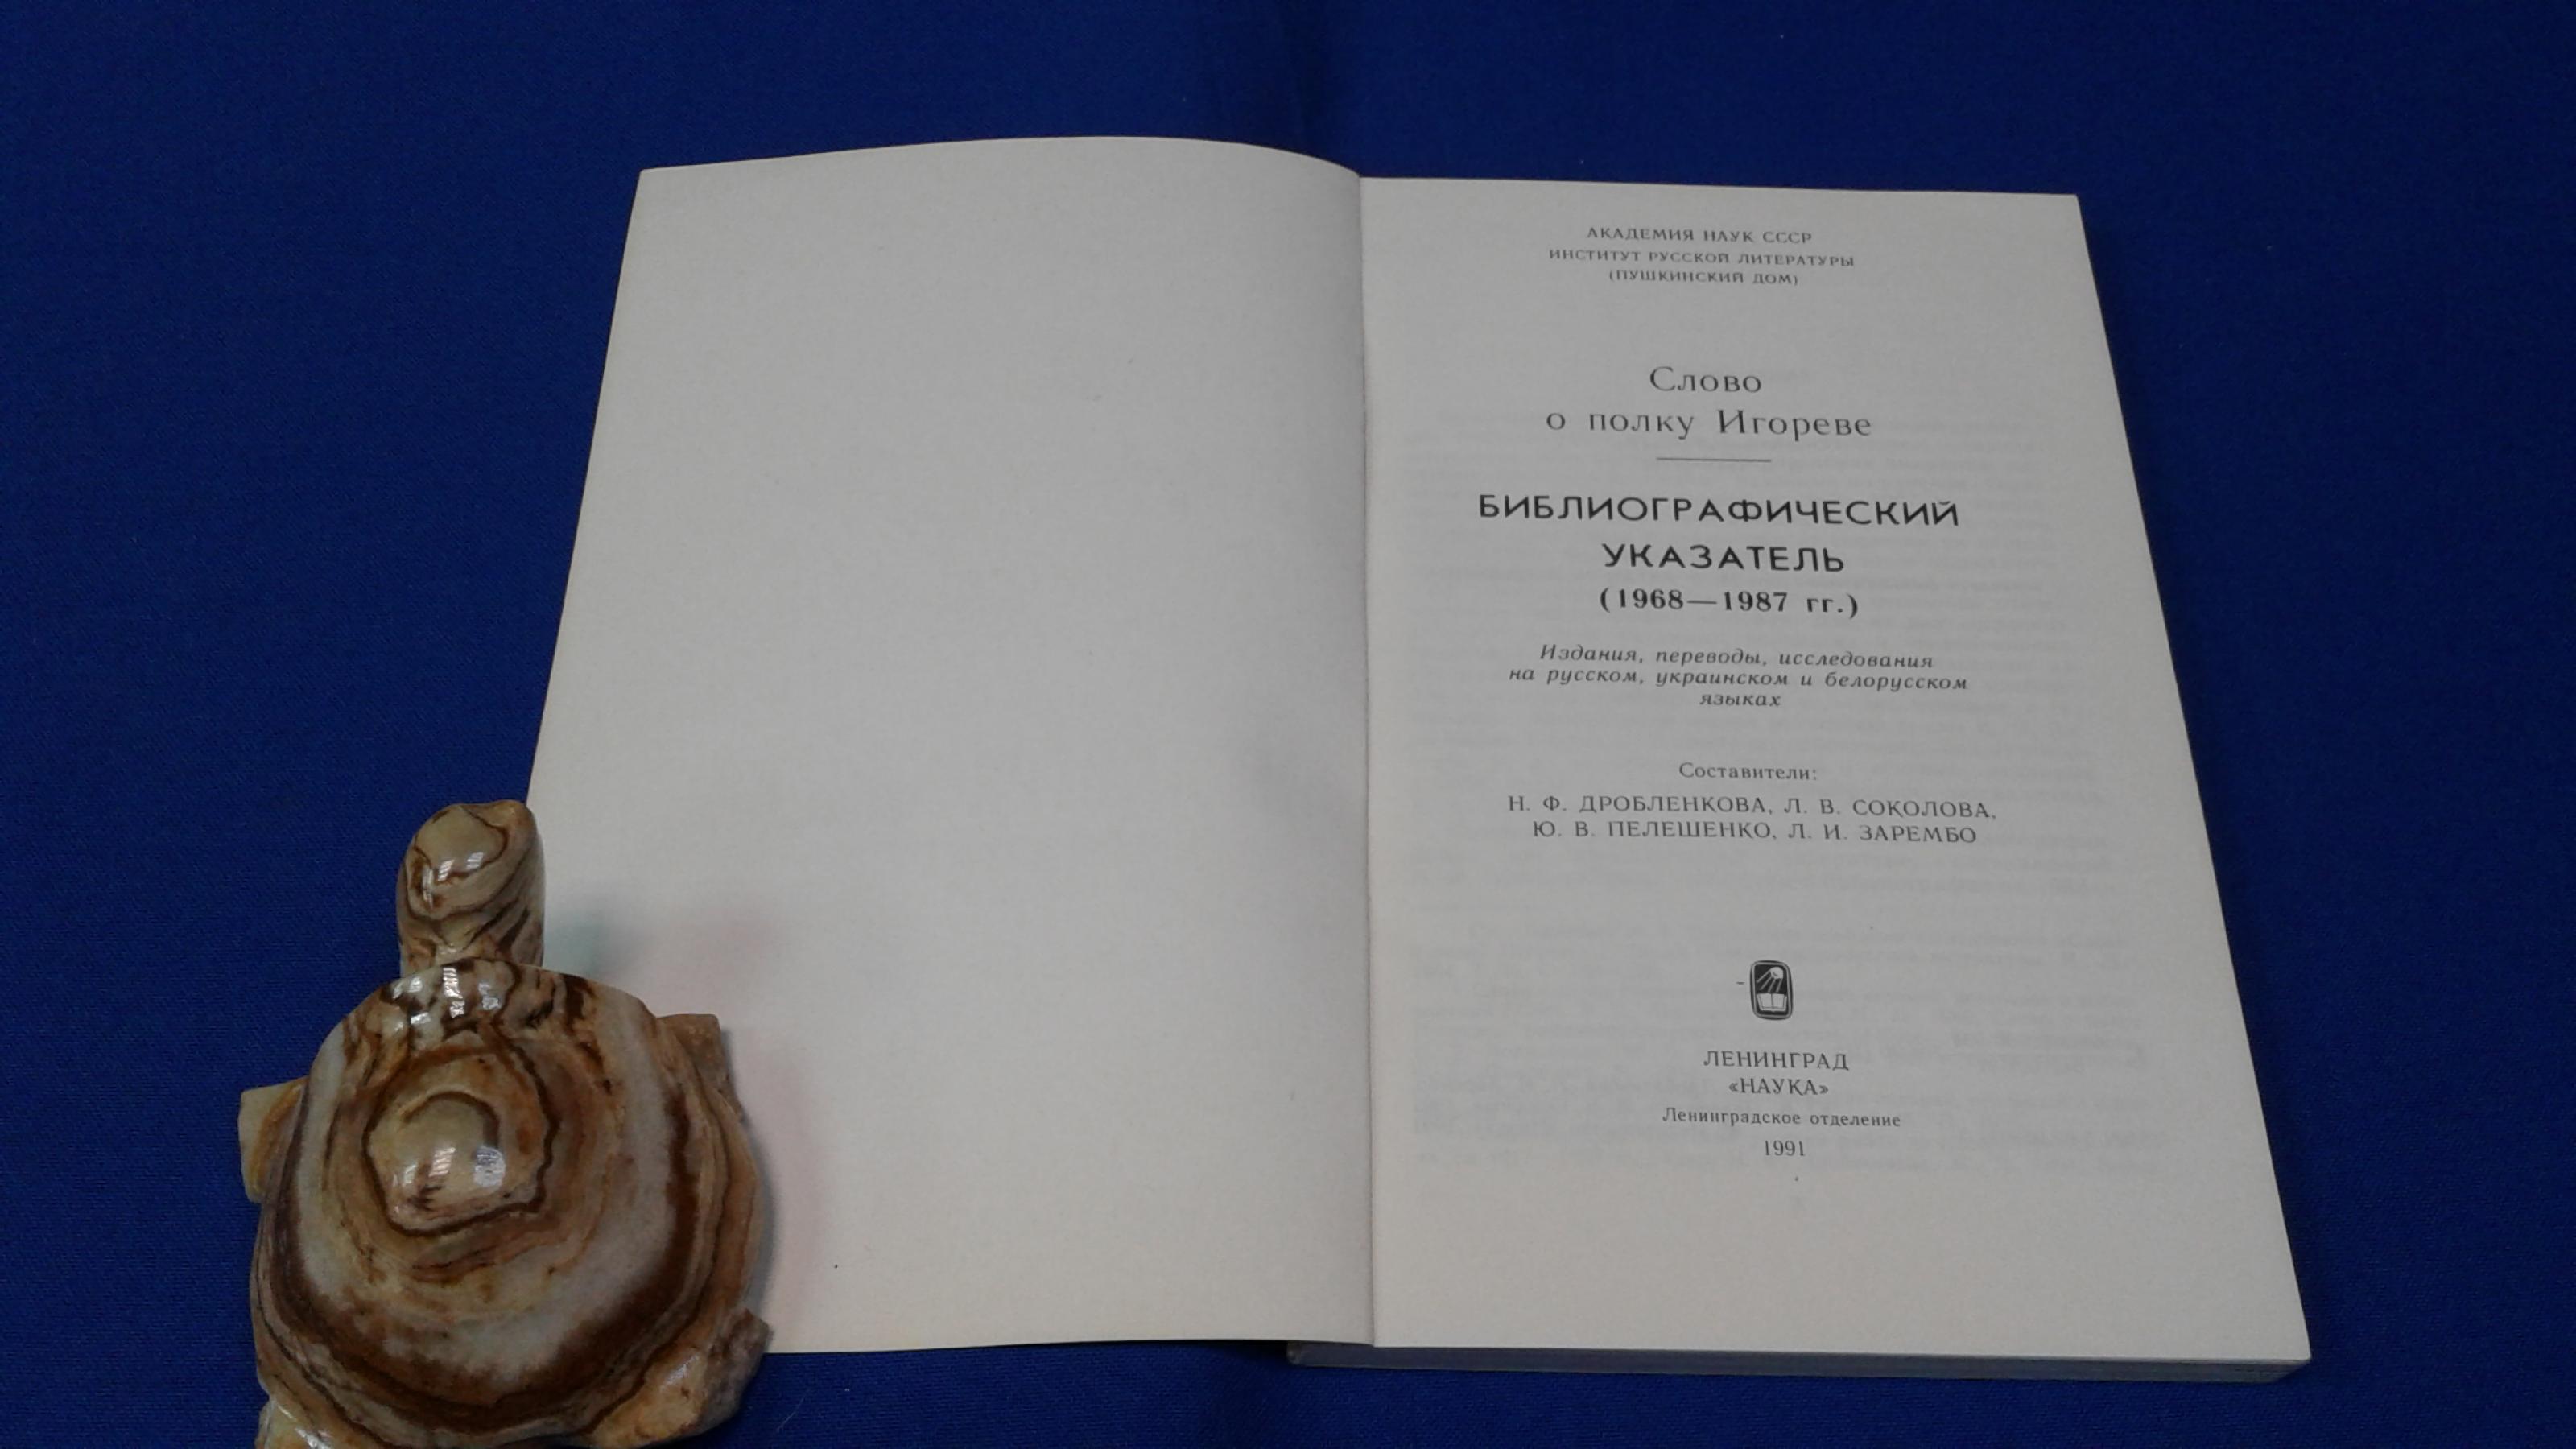 АКАДЕМИЯ НАУК СССР
ИНСТИТУТ РУССКОЙ ЛИТЕРАТУРЫ
(ПУШКИНСКИЙ ДОМ)
Слово
о полку Игореве
БИБЛИОГРАФИЧЕСКИЙ
УКАЗАТЕЛЬ
(1968—1987 гг.)
Издания, переводы, исследования
на русском, украинском и белорусском
языках
Составители:
Н. Ф. ДРОБЛЕНКОВА, Л. В. СОКОЛОВА,
Ю. В. ПЕЛЕШЕНКО, Л. И. ЗАРЕМБО
ЛЕНИНГРАД
«НАУКА»
Ленинградское отделение
1991